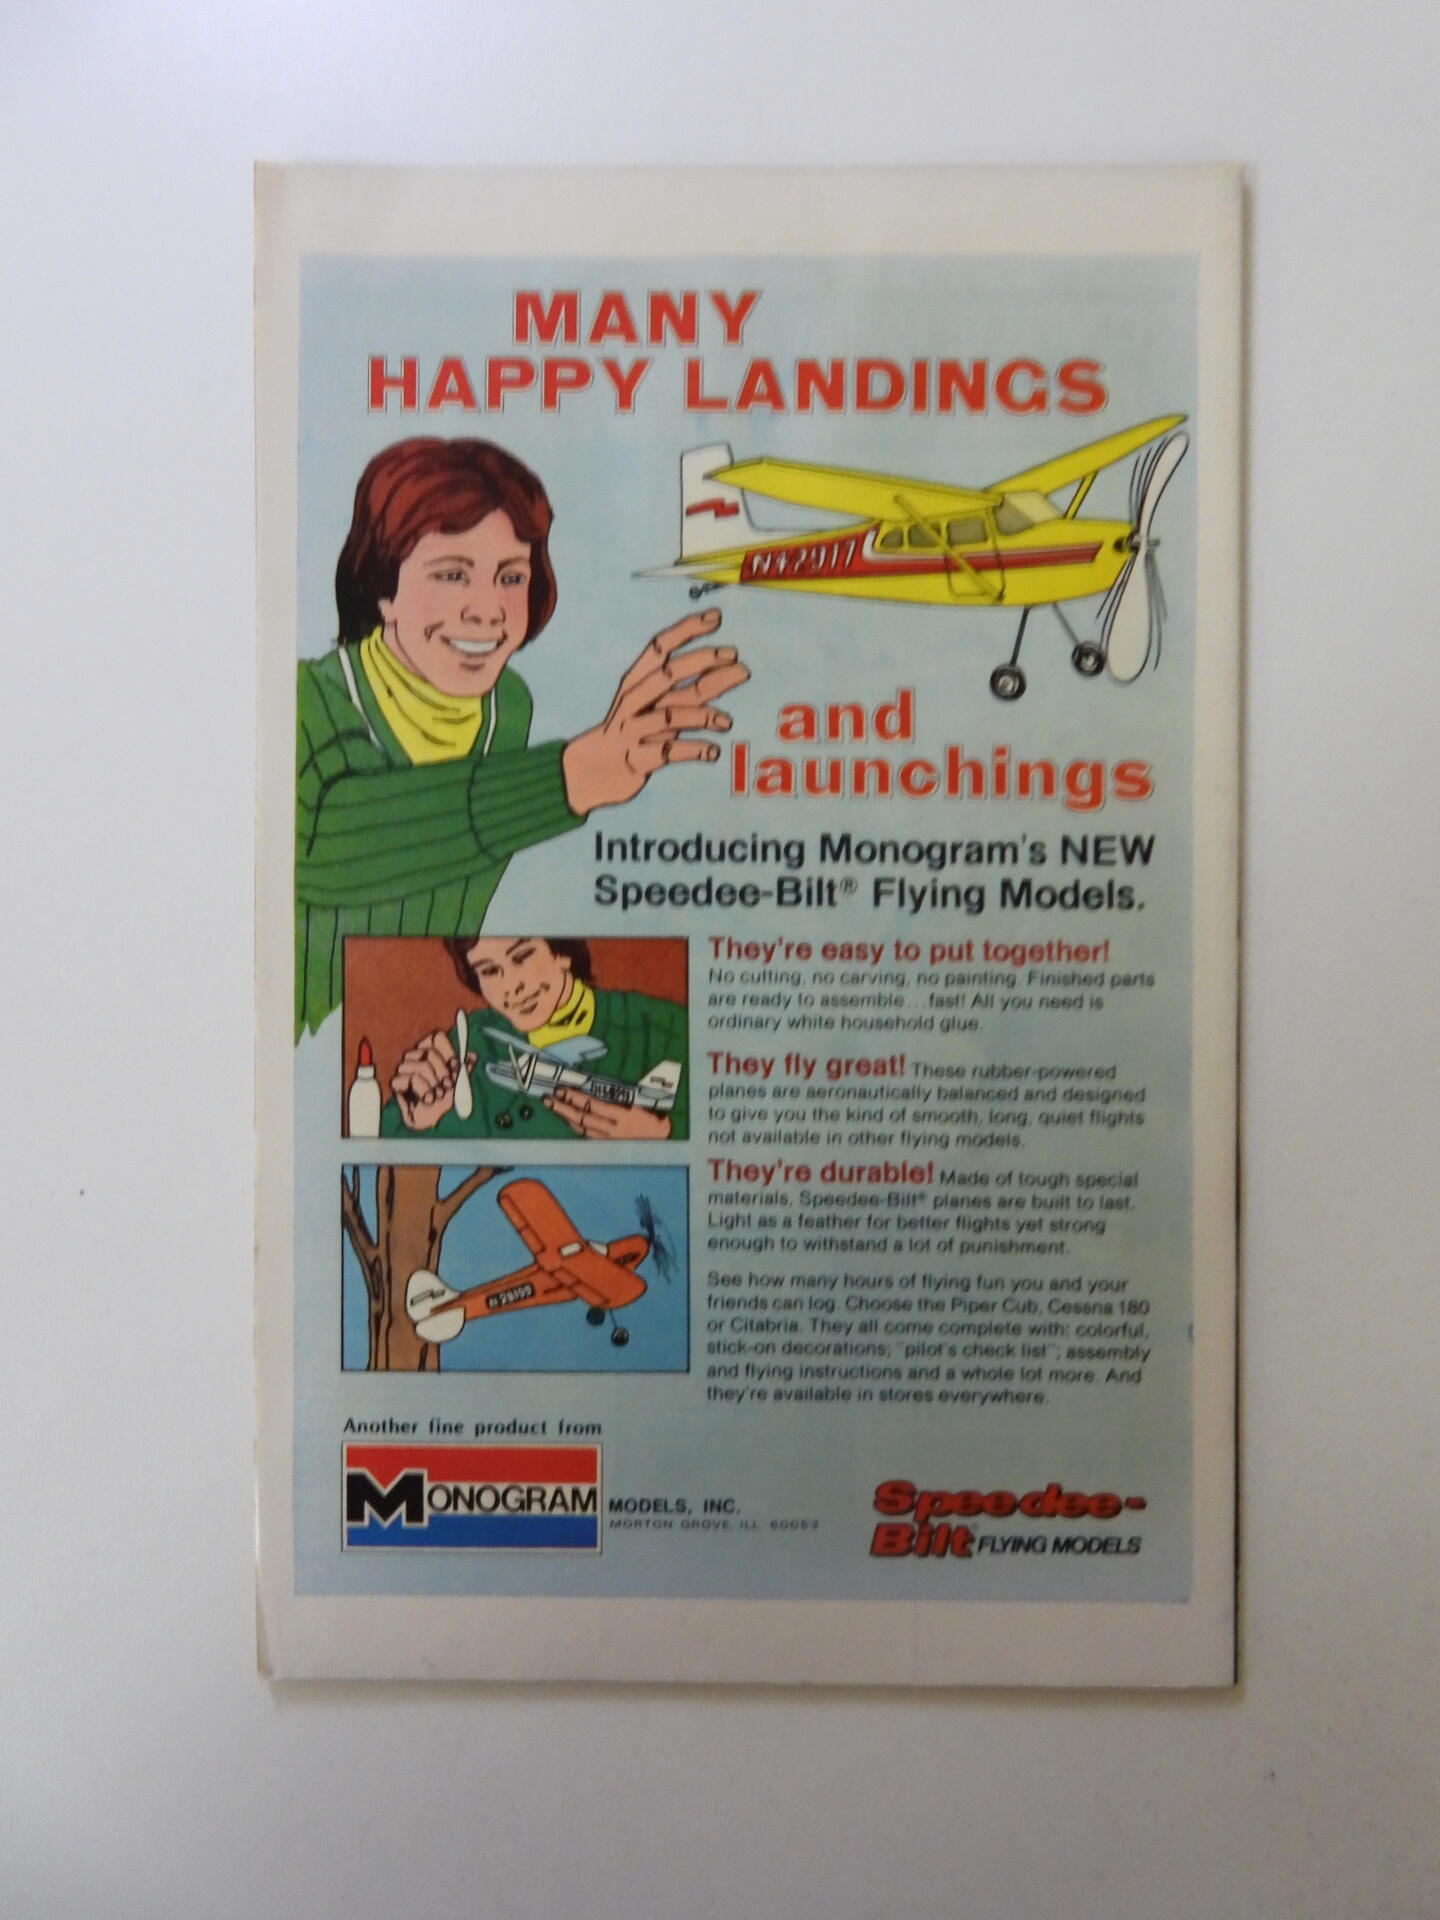 MANY
HAPPY LANDINGS
N42917
and
launchings
Introducing Monogram's NEW
Speedee-Bilt® Flying Models.
They're easy to put together!
No cutting, no carving, no painting. Finished parts
are ready to assemble...fast! All you need is
ordinary white household glue.
They fly great! These rubber-powered
planes are aeronautically balanced and designed
to give you the kind of smooth, long, quiet flights
not available in other flying models.
They're durable! Made of tough special
materials, Speedee-Bilt® planes are built to last.
Light as a feather for better flights yet strong
enough to withstand a lot of punishment.
See how many hours of flying fun you and your
friends can log. Choose the Piper Cub, Cessna 180
or Citabria. They all come complete with: colorful,
stick-on decorations; "pilot's check list"; assembly
and flying instructions and a whole lot more. And
they're available in stores everywhere.
Another fine product from
MONOGRAM MODELS, INC.
MORTON GROVE, ILL. 60053
Speedee-
Bilt® FLYING MODELS